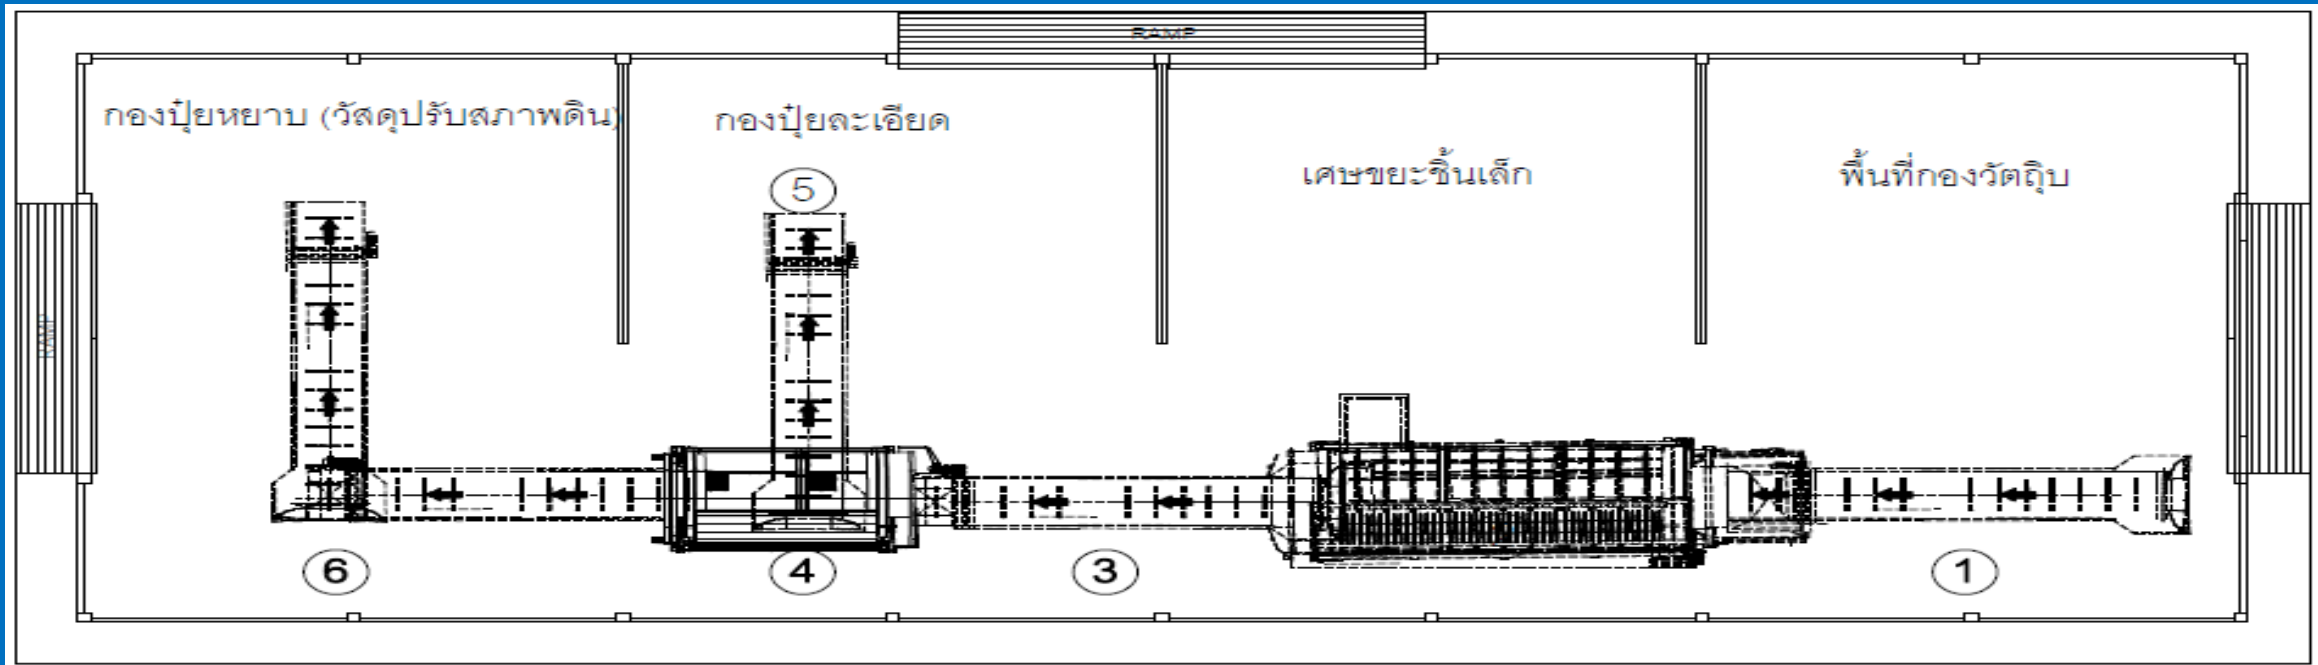 RAMP
กองปุ๋ยหยาบ (วัสดุปรับสภาพดิน)
กองปุ๋ยละเอียด
เศษขยะชิ้นเล็ก
พื้นที่กองวัตถุิบ
5
RAMP
6
4
3
1